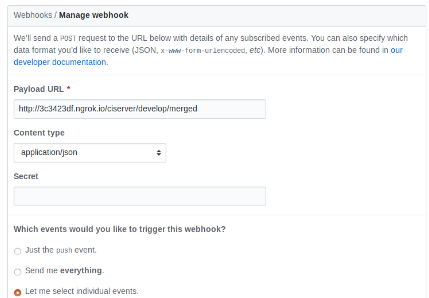 Webhooks / Manage webhook
We'll send a POST request to the URL below with details of any subscribed events. You can also specify which
data format you'd like to receive (JSON, x-www-form-urlencoded, etc). More information can be found in our
developer documentation.
Payload URL *
http://3c3423df.ngrok.io/ciserver/develop/merged
Content type
application/json
Secret
Which events would you like to trigger this webhook?
Just the push event.
Send me everything.
Let me select individual events.